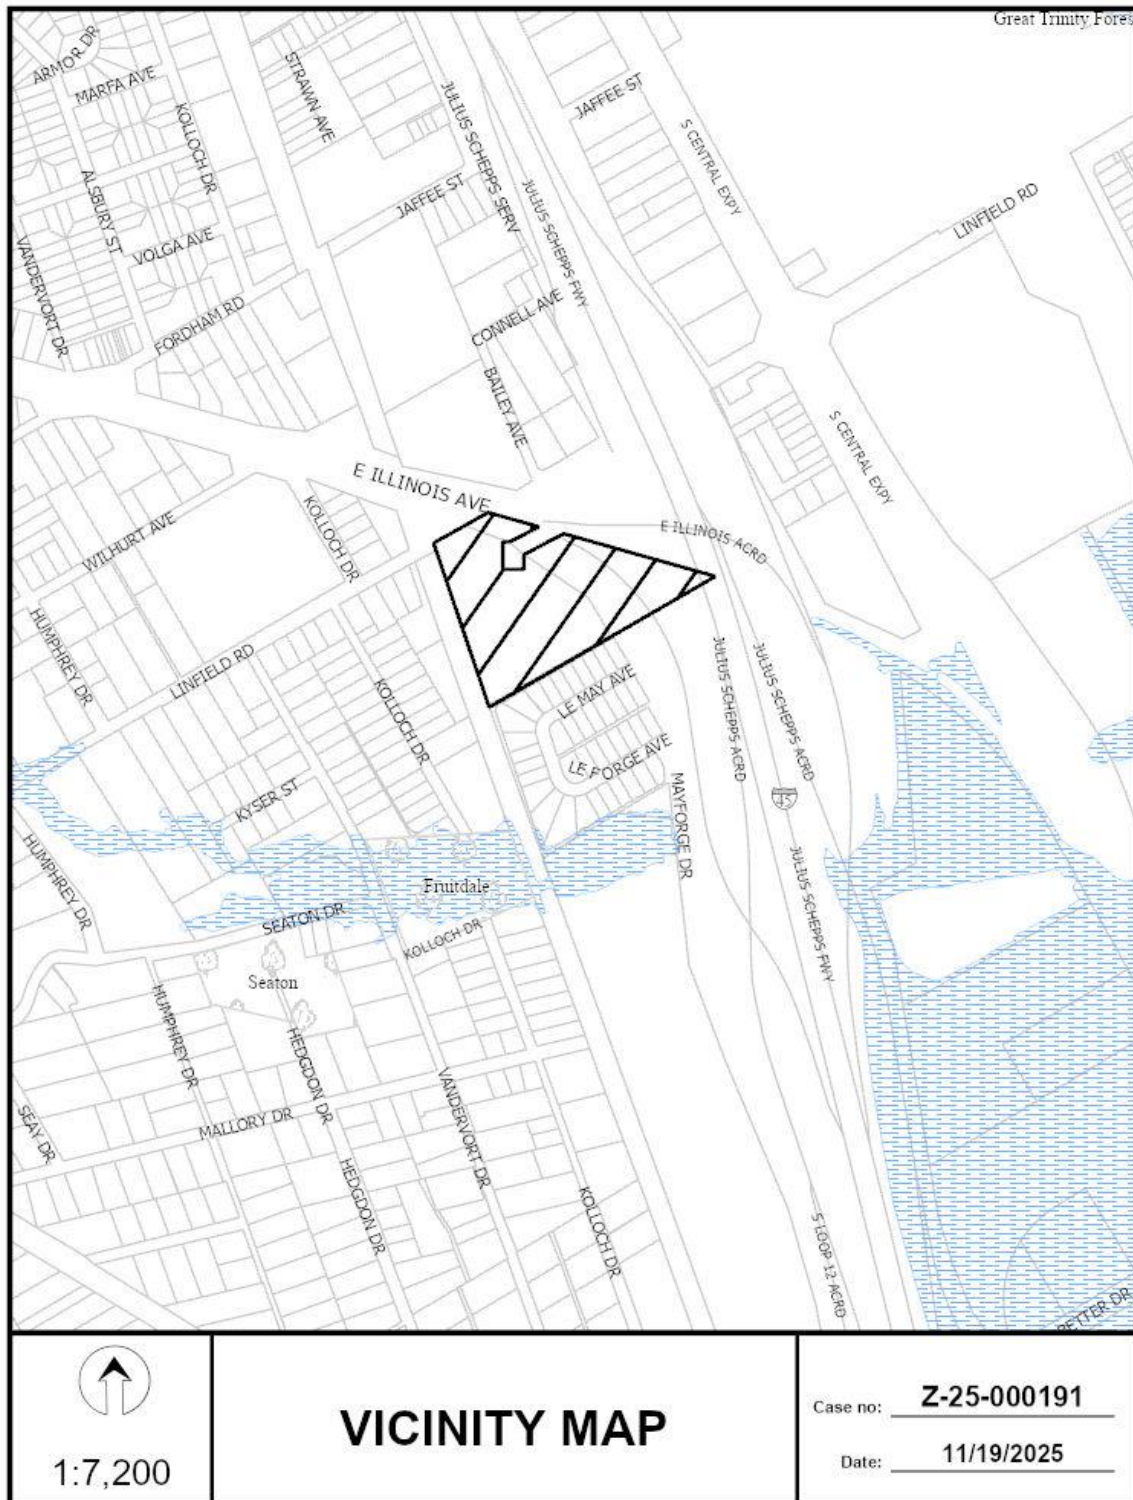 Great Trinity Fores
ARMOR DR
MARFA AVE
STRAWN AVE
KOLLOCH DR
JULIUS SCHEPPS SERV
JAFFEE ST
S CENTRAL EXPY
ALSBURY ST
JAFFEE ST
JULIUS SCHEPPS FWY
LINFIELD RD
VOLGA AVE
VANDERVORT DR
FORDHAM RD
CONNELL AVE
BAILEY AVE
S CENTRAL EXPY
E ILLINOIS AVE
KOLLOCH DR
WILHURT AVE
E ILLINOIS ACRD
HUMPHREY DR
LINFIELD RD
KOLLOCH DR
LE MAY AVE
JULIUS SCHEPPS ACRD
JULIUS SCHEPPS ACRD
LE FORGE AVE
MAYFORGE DR
KYSER ST
45
HUMPHREY DR
JULIUS SCHEPPS FWY
Fruitdale
SEATON DR
KOLLOCH DR
Seaton
HUMPHREY DR
HEDGDON DR
VANDERVORT DR
SEAY DR
MALLORY DR
HEDGDON DR
KOLLOCH DR
S LOOP 12 ACRD
RETTER DR
1:7,200
VICINITY MAP
Case no: Z-25-000191
Date: 11/19/2025